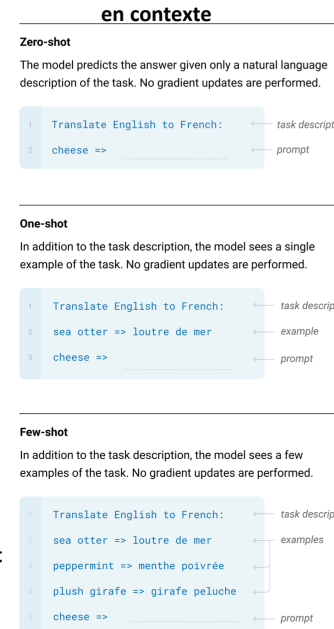 en contexte
Zero-shot
The model predicts the answer given only a natural language
description of the task. No gradient updates are performed.
1 Translate English to French: task descript
2 cheese => prompt
One-shot
In addition to the task description, the model sees a single
example of the task. No gradient updates are performed.
1 Translate English to French: task descrip
2 sea otter => loutre de mer example
3 cheese => prompt
Few-shot
In addition to the task description, the model sees a few
examples of the task. No gradient updates are performed.
1 Translate English to French: task descrip
2 sea otter => loutre de mer examples
3 peppermint => menthe poivrée
4 plush girafe => girafe peluche
5 cheese => prompt